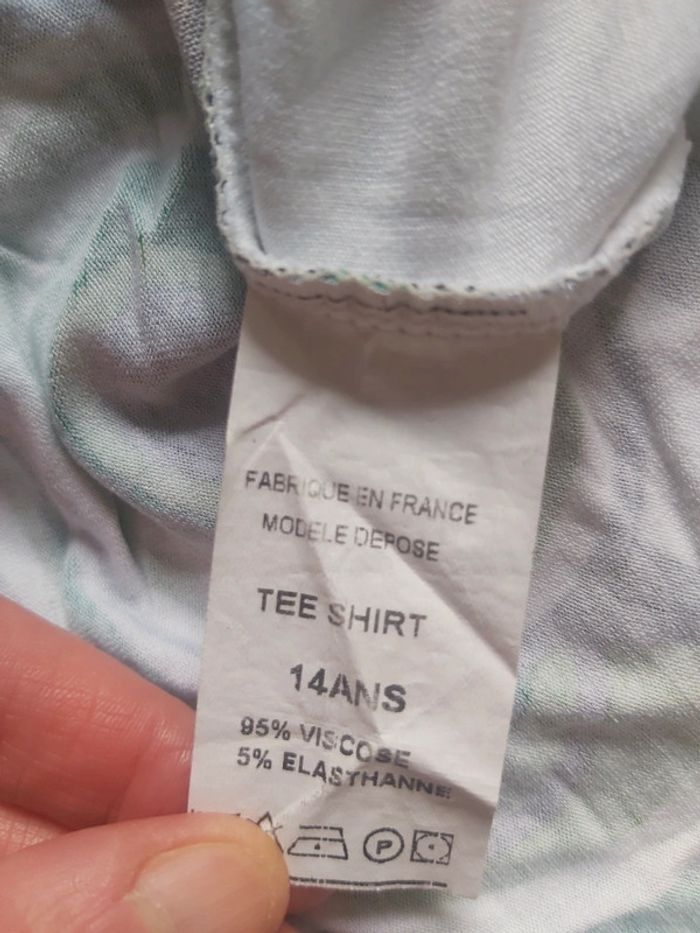 FABRIQUE EN FRANCE
MODELE DEPOSE
TEE SHIRT
14ANS
95% VISCOSE
5% ELASTHANNE
P